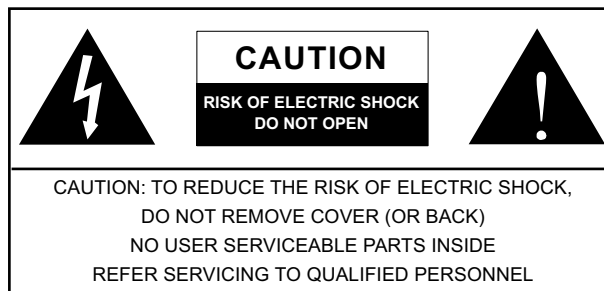 CAUTION
RISK OF ELECTRIC SHOCK
DO NOT OPEN
!
CAUTION: TO REDUCE THE RISK OF ELECTRIC SHOCK,
DO NOT REMOVE COVER (OR BACK)
NO USER SERVICEABLE PARTS INSIDE
REFER SERVICING TO QUALIFIED PERSONNEL